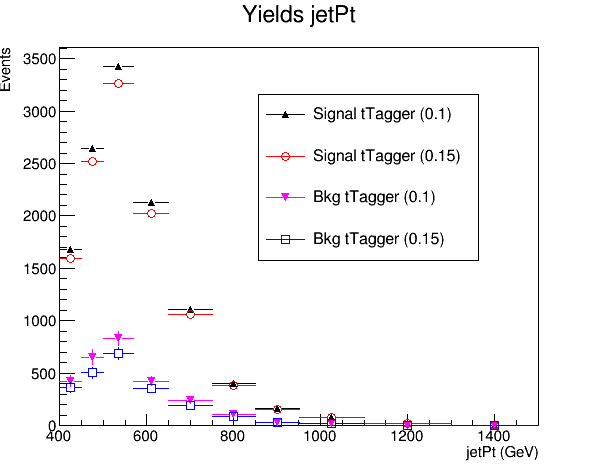 Yields jetPt
Events
3500
3000
2500
2000
1500
1000
500
0
Signal tTagger (0.1)
Signal tTagger (0.15)
Bkg tTagger (0.1)
Bkg tTagger (0.15)
400 600 800 1000 1200 1400
jetPt (GeV)